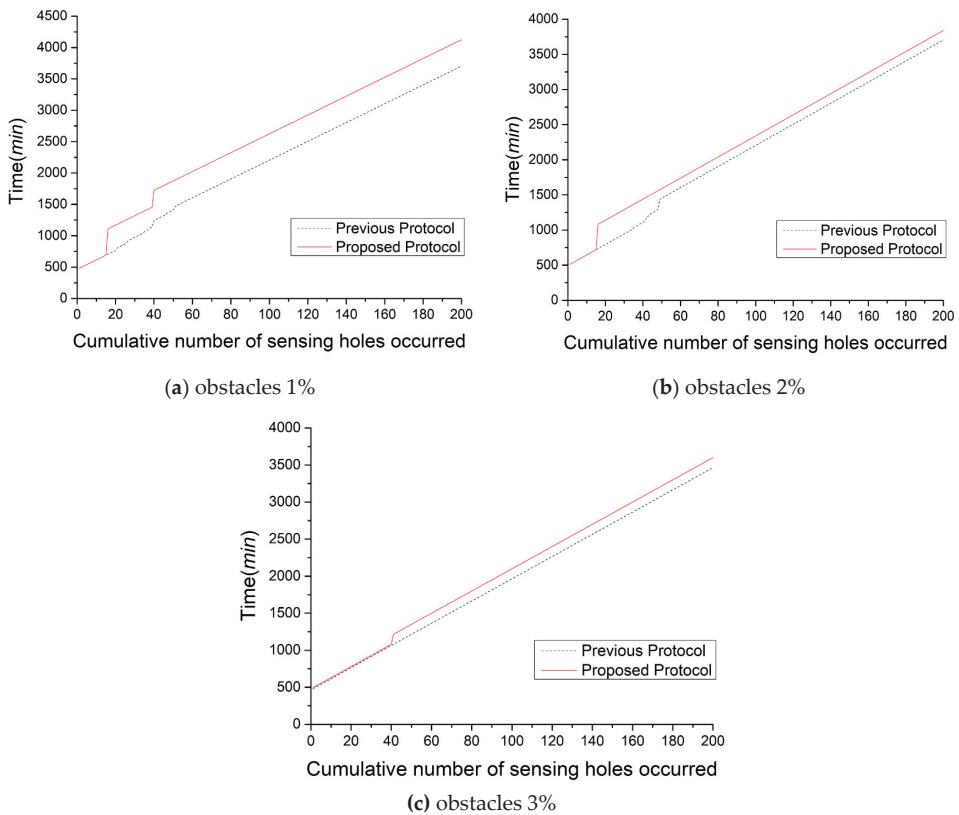 4500
4000
3500
3000
2500
2000
1500
1000
500
0
Time(min)
Previous Protocol
Proposed Protocol
0 20 40 60 80 100 120 140 160 180 200
Cumulative number of sensing holes occurred
(a) obstacles 1%
4000
3500
3000
2500
2000
1500
1000
500
0
Time(min)
Previous Protocol
Proposed Protocol
0 20 40 60 80 100 120 140 160 180 200
Cumulative number of sensing holes occurred
(b) obstacles 2%
4000
3500
3000
2500
2000
1500
1000
500
0
Time(min)
Previous Protocol
Proposed Protocol
0 20 40 60 80 100 120 140 160 180 200
Cumulative number of sensing holes occurred
(c) obstacles 3%